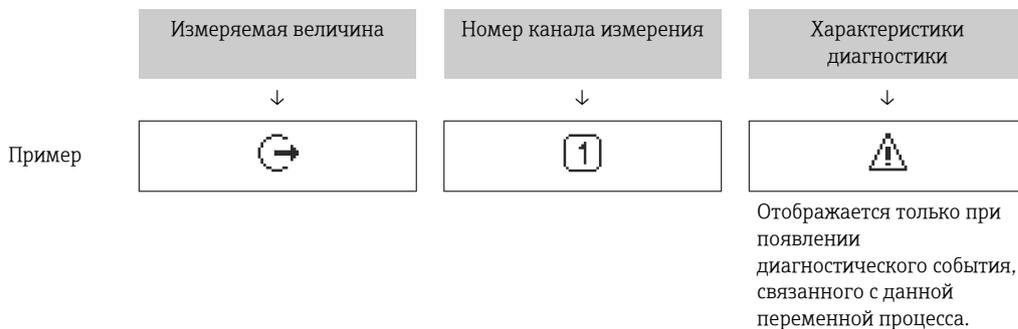 Измеряемая величина
Номер канала измерения
Характеристики
диагностики
Пример
1
Отображается только при
появлении
диагностического события,
связанного с данной
переменной процесса.